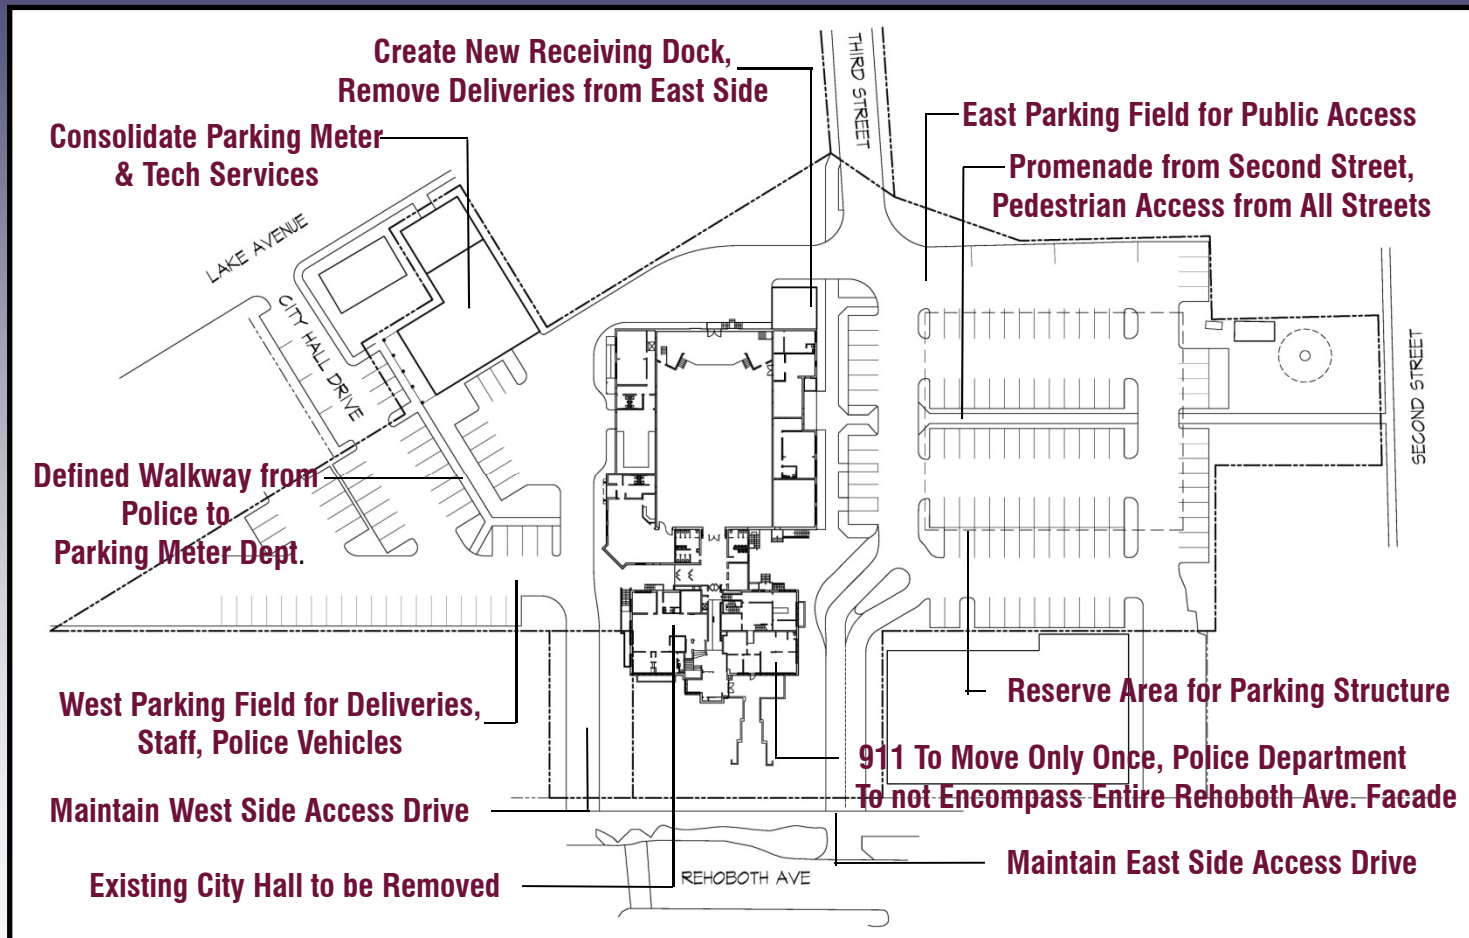 Create New Receiving Dock,
Remove Deliveries from East Side
THIRD STREET
East Parking Field for Public Access
Consolidate Parking Meter
& Tech Services
Promenade from Second Street,
Pedestrian Access from All Streets
LAKE AVENUE
CITY HALL DRIVE
SECOND STREET
Defined Walkway from
Police to
Parking Meter Dept.
West Parking Field for Deliveries,
Staff, Police Vehicles
Reserve Area for Parking Structure
911 To Move Only Once, Police Department
To not Encompass Entire Rehoboth Ave. Facade
Maintain West Side Access Drive
Maintain East Side Access Drive
Existing City Hall to be Removed
REHOBOTH AVE